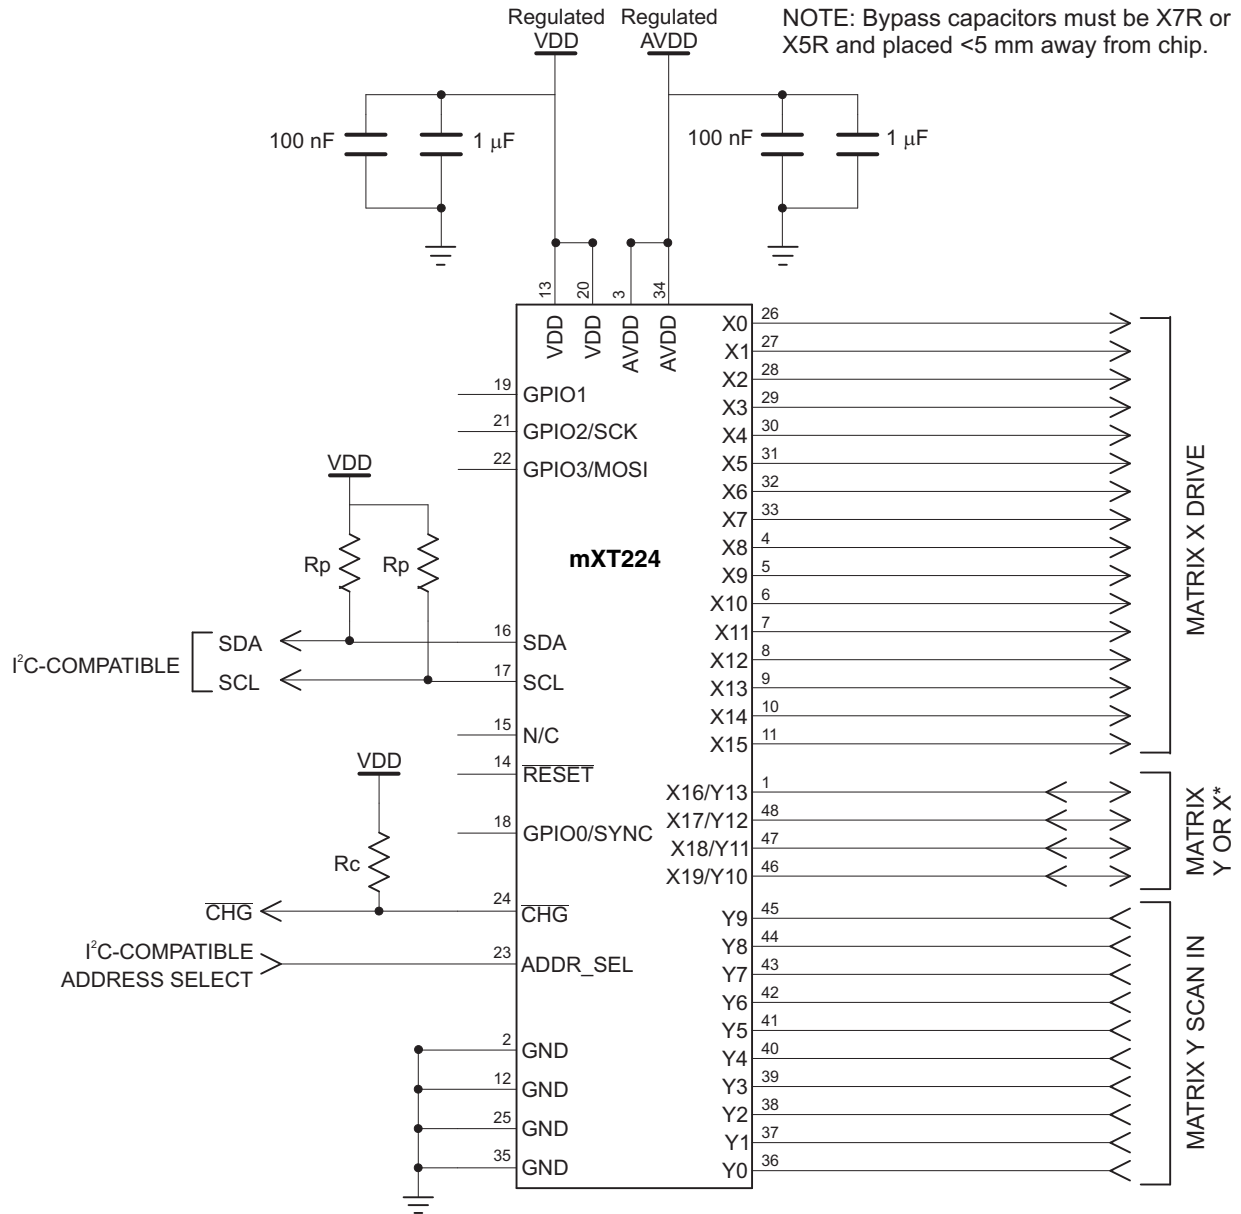 Regulated
VDD
Regulated
AVDD
NOTE: Bypass capacitors must be X7R or
X5R and placed <5 mm away from chip.
100 nF
1 μF
100 nF
1 μF
13
20
3
34
VDD
VDD
AVDD
AVDD
19 GPIO1
21 GPIO2/SCK
22 GPIO3/MOSI
VDD
Rp
Rp
mXT224
I²C-COMPATIBLE
SDA
SCL
16 SDA
17 SCL
15 N/C
14 RESET
VDD
18 GPIO0/SYNC
Rc
CHG
24 CHG
I²C-COMPATIBLE
ADDRESS SELECT
23 ADDR_SEL
2 GND
12 GND
25 GND
35 GND
X0 26
X1 27
X2 28
X3 29
X4 30
X5 31
X6 32
X7 33
X8 4
X9 5
X10 6
X11 7
X12 8
X13 9
X14 10
X15 11
MATRIX X DRIVE
X16/Y13 1
X17/Y12 48
X18/Y11 47
X19/Y10 46
MATRIX
Y OR X*
Y9 45
Y8 44
Y7 43
Y6 42
Y5 41
Y4 40
Y3 39
Y2 38
Y1 37
Y0 36
MATRIX Y SCAN IN